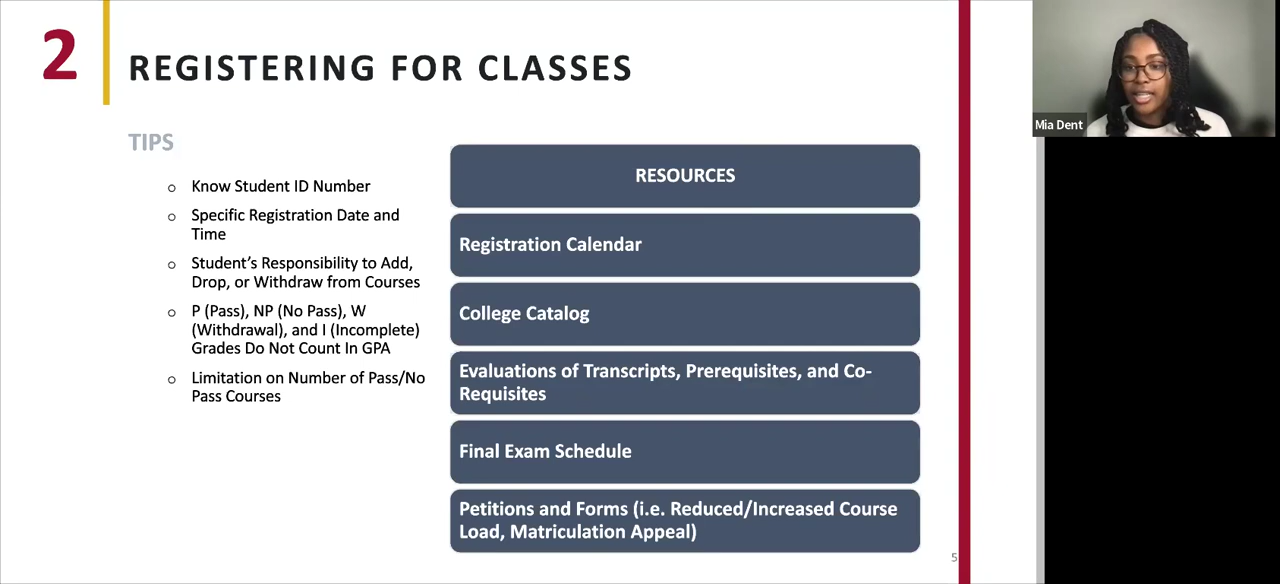 2
REGISTERING FOR CLASSES
TIPS
o Know Student ID Number
o Specific Registration Date and
Time
o Student's Responsibility to Add,
Drop, or Withdraw from Courses
o P (Pass), NP (No Pass), W
(Withdrawal), and I (Incomplete)
Grades Do Not Count In GPA
o Limitation on Number of Pass/No
Pass Courses
RESOURCES
Registration Calendar
College Catalog
Evaluations of Transcripts, Prerequisites, and Co-
Requisites
Final Exam Schedule
Petitions and Forms (i.e. Reduced/Increased Course
Load, Matriculation Appeal)
5
Mia Dent